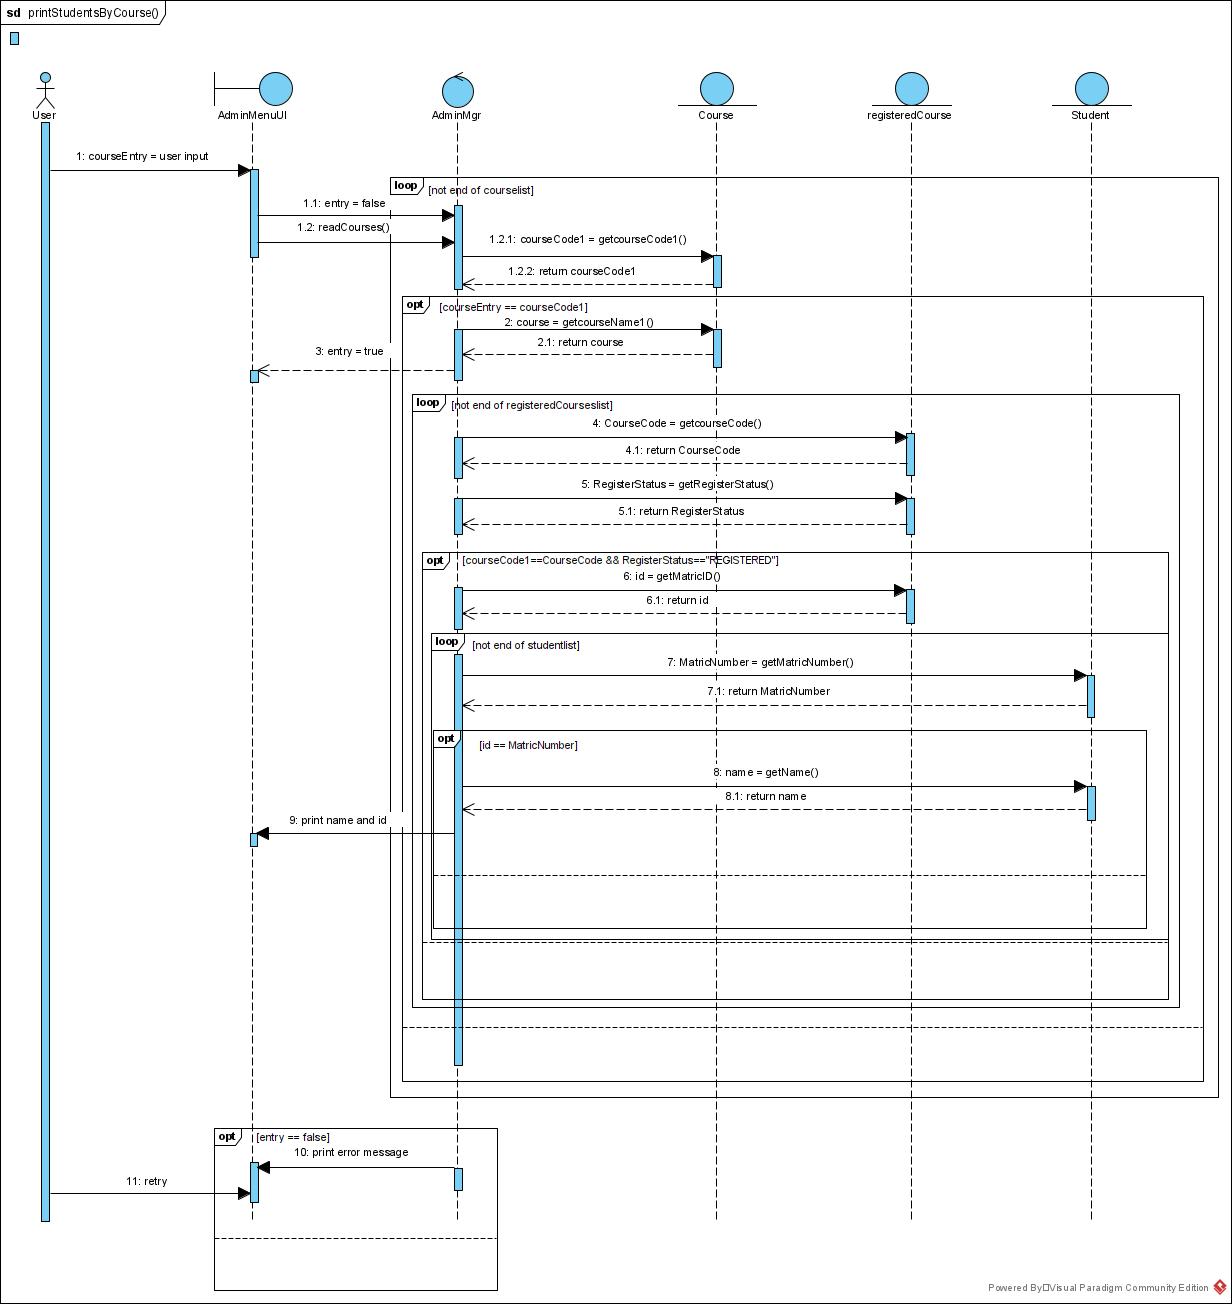 sd printStudentsByCourse()
User
AdminMenuUI
AdminMgr
Course
registeredCourse
Student
1: courseEntry = user input
loop [not end of courselist]
1.1: entry = false
1.2: readCourses()
1.2.1: courseCode1 = getcourseCode1()
1.2.2: return courseCode1
opt [courseEntry == courseCode1]
2: course = getcourseName1()
2.1: return course
3: entry = true
loop [not end of registeredCourseslist]
4: CourseCode = getcourseCode()
4.1: return CourseCode
5: RegisterStatus = getRegisterStatus()
5.1: return RegisterStatus
opt [courseCode1==CourseCode && RegisterStatus=="REGISTERED"]
6: id = getMatricID()
6.1: return id
loop [not end of studentlist]
7: MatricNumber = getMatricNumber()
7.1: return MatricNumber
opt [id == MatricNumber]
8: name = getName()
8.1: return name
9: print name and id
opt [entry == false]
10: print error message
11: retry
Powered By□Visual Paradigm Community Edition